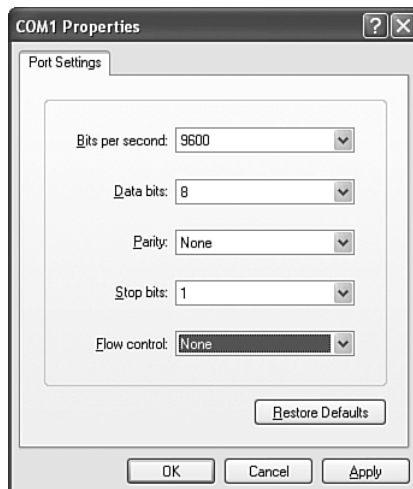 COM1 Properties
Port Settings
Bits per second: 9600
Data bits: 8
Parity: None
Stop bits: 1
Flow control: None
Restore Defaults
OK Cancel Apply